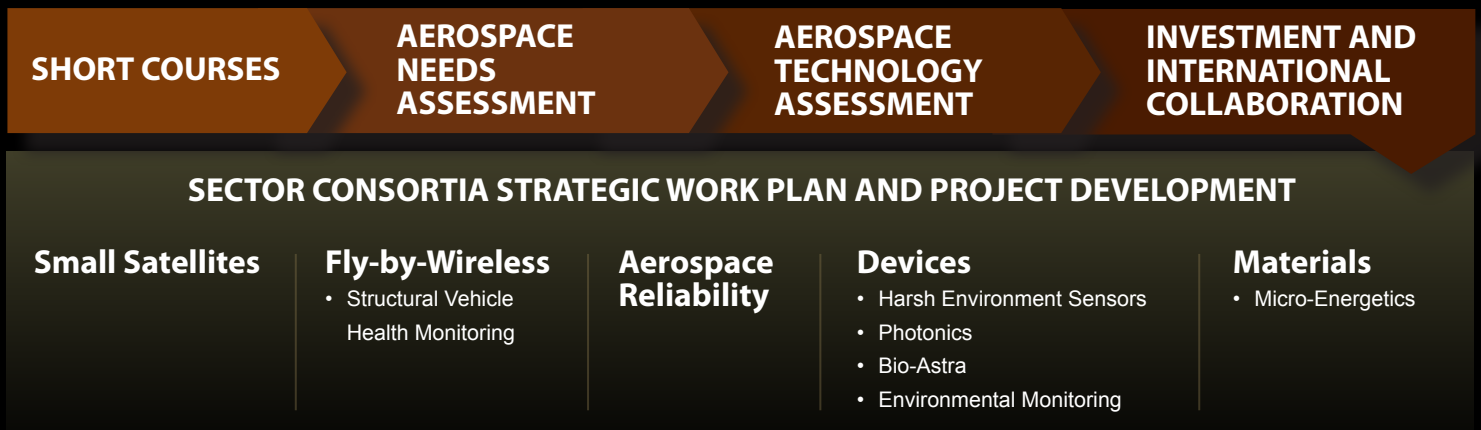 SHORT COURSES
AEROSPACE
NEEDS
ASSESSMENT
AEROSPACE
TECHNOLOGY
ASSESSMENT
INVESTMENT AND
INTERNATIONAL
COLLABORATION
SECTOR CONSORTIA STRATEGIC WORK PLAN AND PROJECT DEVELOPMENT
Small Satellites
Fly-by-Wireless
• Structural Vehicle
Health Monitoring
Aerospace
Reliability
Devices
• Harsh Environment Sensors
• Photonics
• Bio-Astra
• Environmental Monitoring
Materials
• Micro-Energetics